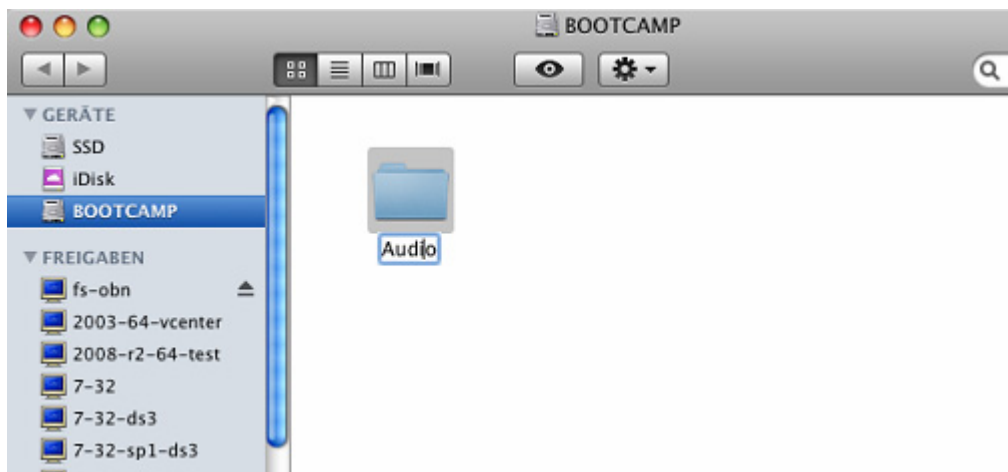 BOOTCAMP
GERÄTE
SSD
iDisk
BOOTCAMP
FREIGABEN
fs-obn
2003-64-vcenter
2008-r2-64-test
7-32
7-32-ds3
7-32-sp1-ds3
Audio